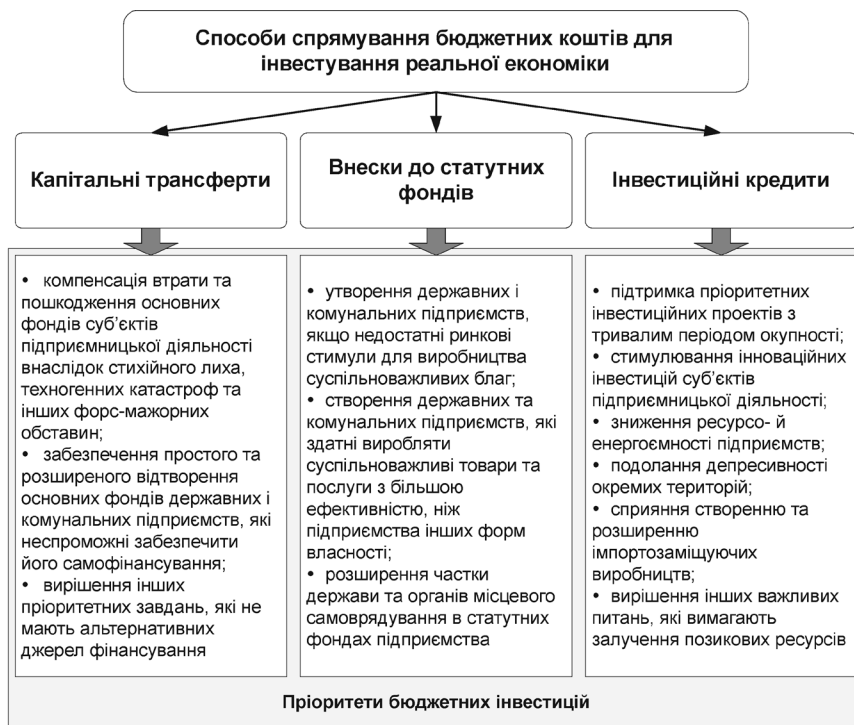 Способи спрямування бюджетних коштів для
інвестування реальної економіки
Капітальні трансферти
Внески до статутних
фондів
Інвестиційні кредити
• компенсація втрати та
пошкодження основних
фондів суб’єктів
підприємницької діяльності
внаслідок стихійного лиха,
техногенних катастроф та
інших форс-мажорних
обставин;
• забезпечення простого та
розширеного відтворення
основних фондів державних і
комунальних підприємств, які
неспроможні забезпечити
його самофінансування;
• вирішення інших
пріоритетних завдань, які не
мають альтернативних
джерел фінансування
• утворення державних і
комунальних підприємств,
якщо недостатні ринкові
стимули для виробництва
суспільноважливих благ;
• створення державних та
комунальних підприємств, які
здатні виробляти
суспільноважливі товари та
послуги з більшою
ефективністю, ніж
підприємства інших форм
власності;
• розширення частки
держави та органів місцевого
самоврядування в статутних
фондах підприємства
• підтримка пріоритетних
інвестиційних проектів з
тривалим періодом окупності;
• стимулювання інноваційних
інвестицій суб’єктів
підприємницької діяльності;
• зниження ресурсо- й
енергоємності підприємств;
• подолання депресивності
окремих територій;
• сприяння створенню та
розширенню
імпортозаміщуючих
виробництв;
• вирішення інших важливих
питань, які вимагають
залучення позикових ресурсів
Пріоритети бюджетних інвестицій